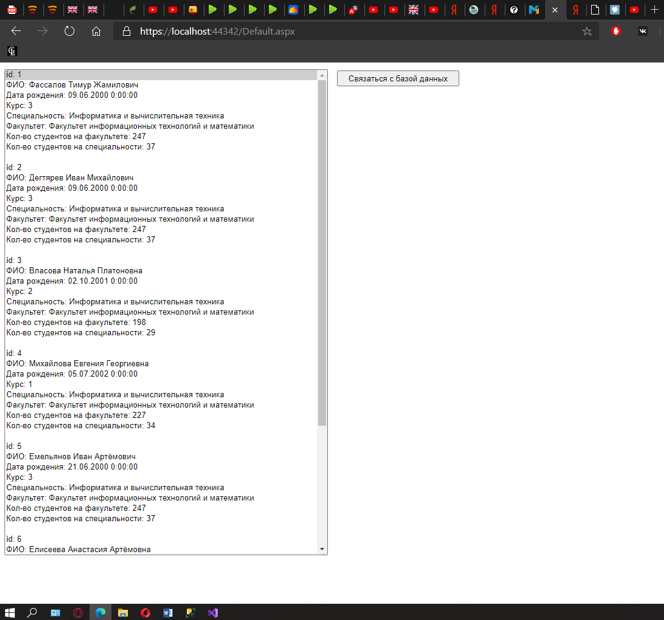 https://localhost:44342/Default.aspx
id: 1
ФИО: Фассалов Тимур Жамилович
Дата рождения: 09.06.2000 0:00:00
Курс: 3
Специальность: Информатика и вычислительная техника
Факультет: Факультет информационных технологий и математики
Кол-во студентов на факультете: 247
Кол-во студентов на специальности: 37
id: 2
ФИО: Дегтярев Иван Михайлович
Дата рождения: 09.06.2000 0:00:00
Курс: 3
Специальность: Информатика и вычислительная техника
Факультет: Факультет информационных технологий и математики
Кол-во студентов на факультете: 247
Кол-во студентов на специальности: 37
id: 3
ФИО: Власова Наталья Платоновна
Дата рождения: 02.10.2001 0:00:00
Курс: 2
Специальность: Информатика и вычислительная техника
Факультет: Факультет информационных технологий и математики
Кол-во студентов на факультете: 198
Кол-во студентов на специальности: 29
id: 4
ФИО: Михайлова Евгения Георгиевна
Дата рождения: 05.07.2002 0:00:00
Курс: 1
Специальность: Информатика и вычислительная техника
Факультет: Факультет информационных технологий и математики
Кол-во студентов на факультете: 227
Кол-во студентов на специальности: 34
id: 5
ФИО: Емельянов Иван Артёмович
Дата рождения: 21.06.2000 0:00:00
Курс: 3
Специальность: Информатика и вычислительная техника
Факультет: Факультет информационных технологий и математики
Кол-во студентов на факультете: 247
Кол-во студентов на специальности: 37
id: 6
ФИО: Елисеева Анастасия Артёмовна
Связаться с базой данных